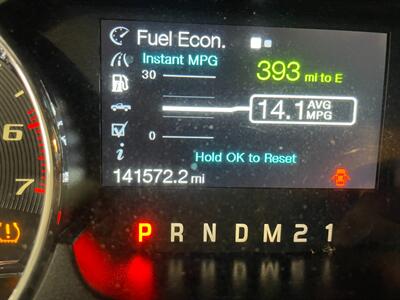 Fuel Econ.
Instant MPG
30
393 mi to E
14.1 AVG MPG
0
Hold OK to Reset
141572.2 mi
6
7
P R N D M 2 1